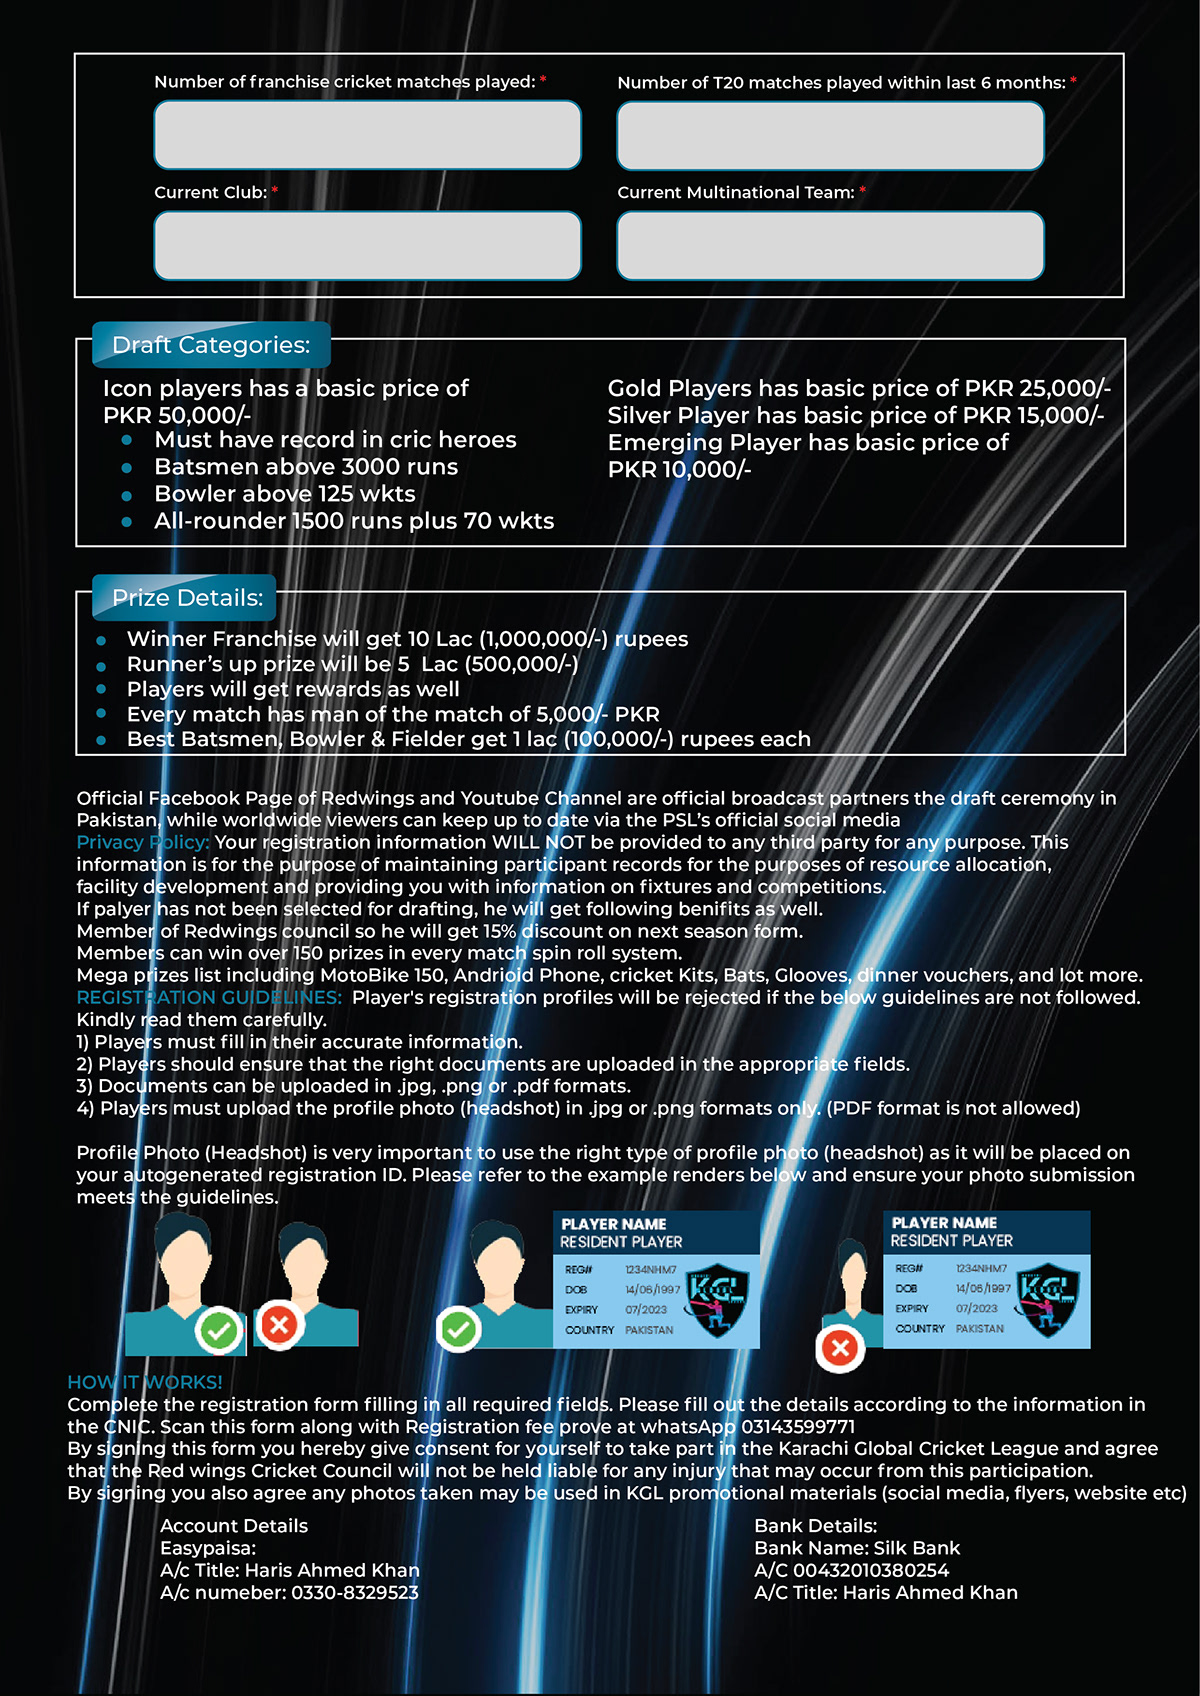 Number of franchise cricket matches played: *
Number of T20 matches played within last 6 months: *
Current Club: *
Current Multinational Team: *
Draft Categories:
Icon players has a basic price of
PKR 50,000/-
Must have record in cric heroes
Batsmen above 3000 runs
Bowler above 125 wkts
All-rounder 1500 runs plus 70 wkts
Gold Players has basic price of PKR 25,000/-
Silver Player has basic price of PKR 15,000/-
Emerging Player has basic price of
PKR 10,000/-
Prize Details:
Winner Franchise will get 10 Lac (1,000,000/-) rupees
Runner's up prize will be 5 Lac (500,000/-)
Players will get rewards as well
Every match has man of the match of 5,000/- PKR
Best Batsmen, Bowler & Fielder get 1 lac (100,000/-) rupees each
Official Facebook Page of Redwings and Youtube Channel are official broadcast partners the draft ceremony in
Pakistan, while worldwide viewers can keep up to date via the PSL's official social media
Privacy Policy: Your registration information WILL NOT be provided to any third party for any purpose. This
information is for the purpose of maintaining participant records for the purposes of resource allocation,
facility development and providing you with information on fixtures and competitions.
If palyer has not been selected for drafting, he will get following benifits as well.
Member of Redwings council so he will get 15% discount on next season form.
Members can win over 150 prizes in every match spin roll system.
Mega prizes list including MotoBike 150, Andrioid Phone, cricket Kits, Bats, Glooves, dinner vouchers, and lot more.
REGISTRATION GUIDELINES: Player's registration profiles will be rejected if the below guidelines are not followed.
Kindly read them carefully.
1) Players must fill in their accurate information.
2) Players should ensure that the right documents are uploaded in the appropriate fields.
3) Documents can be uploaded in .jpg, .png or .pdf formats.
4) Players must upload the profile photo (headshot) in .jpg or .png formats only. (PDF format is not allowed)
Profile Photo (Headshot) is very important to use the right type of profile photo (headshot) as it will be placed on
your autogenerated registration ID. Please refer to the example renders below and ensure your photo submission
meets the guidelines.
PLAYER NAME
RESIDENT PLAYER
REG# 1234NHM7
DOB 14/06/1997
EXPIRY 07/2023
COUNTRY PAKISTAN
KGL
PLAYER NAME
RESIDENT PLAYER
REG# 1234NHM7
DOB 14/06/1997
EXPIRY 07/2023
COUNTRY PAKISTAN
KGL
HOW IT WORKS!
Complete the registration form filling in all required fields. Please fill out the details according to the information in
the CNIC. Scan this form along with Registration fee prove at whatsApp 03143599771
By signing this form you hereby give consent for yourself to take part in the Karachi Global Cricket League and agree
that the Red wings Cricket Council will not be held liable for any injury that may occur from this participation.
By signing you also agree any photos taken may be used in KGL promotional materials (social media, flyers, website etc)
Account Details
Easypaisa:
A/c Title: Haris Ahmed Khan
A/c numeber: 0330-8329523
Bank Details:
Bank Name: Silk Bank
A/C 00432010380254
A/C Title: Haris Ahmed Khan